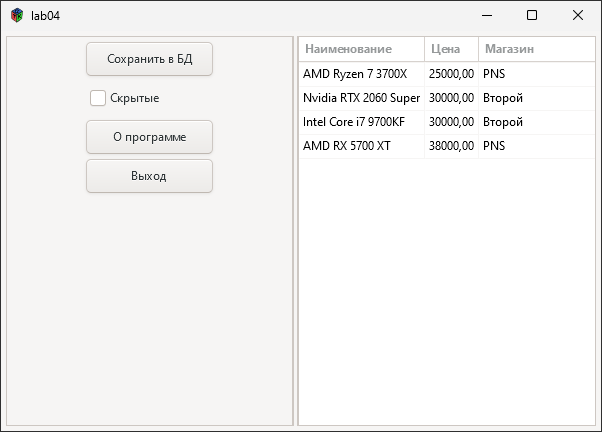 lab04
Сохранить в БД
Скрытые
О программе
Выход
Наименование Цена Магазин
AMD Ryzen 7 3700X 25000,00 PNS
Nvidia RTX 2060 Super 30000,00 Второй
Intel Core i7 9700KF 30000,00 Второй
AMD RX 5700 XT 38000,00 PNS